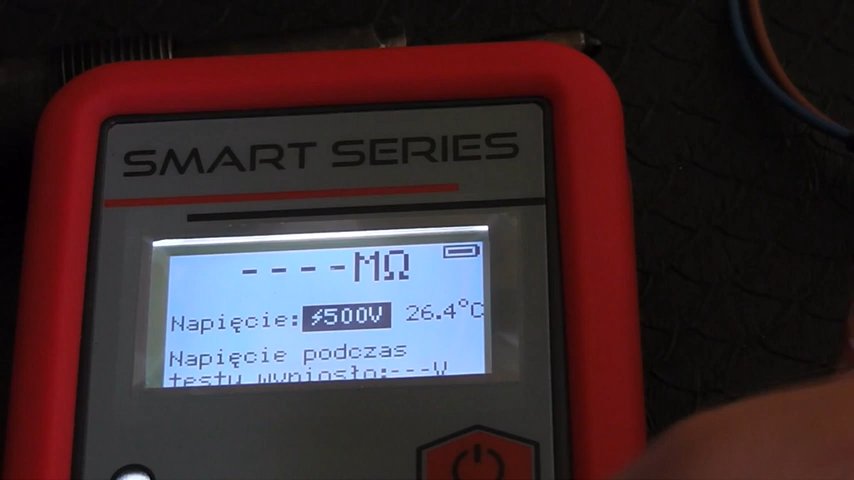 SMART SERIES
----MΩ
Napięcie: ⚡500V 26.4°C
Napięcie podczas
testu wyniosło:---V